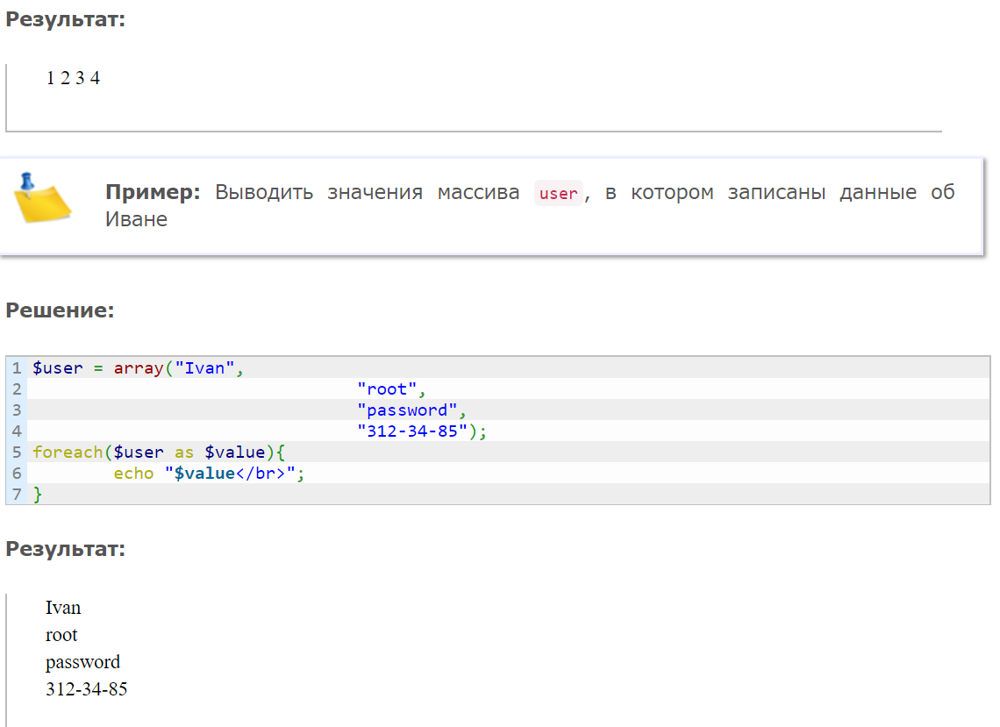 Результат:
1 2 3 4
Пример: Выводить значения массива user, в котором записаны данные об
Иване
Решение:
1 $user = array("Ivan",
2 "root",
3 "password",
4 "312-34-85");
5 foreach($user as $value){
6 echo "$value</br>";
7 }
Результат:
Ivan
root
password
312-34-85